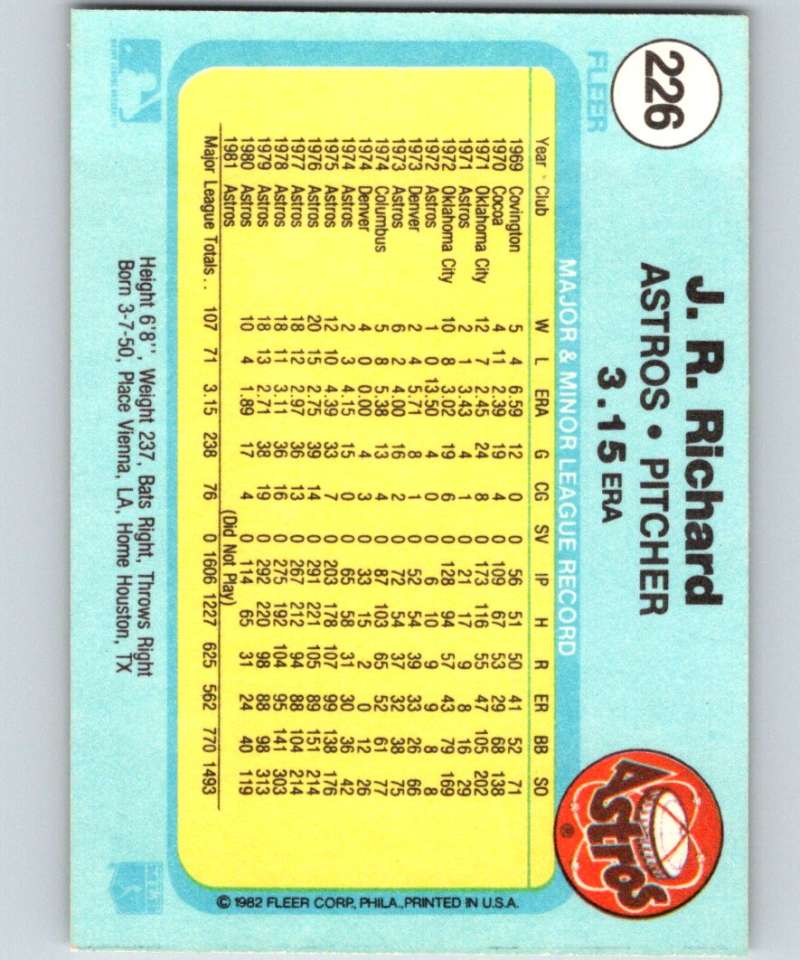 226
FLEER
J. R. Richard
ASTROS • PITCHER
3.15 ERA
Astros
®
MAJOR & MINOR LEAGUE RECORD
Year Club W L ERA G CG SV IP H R ER BB SO
1969 Covington 5 4 6.59 12 0 0 56 51 50 41 52 71
1970 Cocoa 4 11 2.39 19 4 0 109 67 53 29 68 138
1971 Oklahoma City 12 7 2.45 24 8 0 173 116 55 47 105 202
1971 Astros 2 1 3.43 4 1 0 21 17 9 8 16 29
1972 Oklahoma City 10 8 3.02 19 6 0 128 94 57 43 79 169
1972 Astros 1 0 13.50 4 0 0 6 10 9 9 8 8
1973 Denver 2 4 5.71 8 1 0 52 54 39 33 26 66
1973 Astros 6 2 4.00 16 2 0 72 54 37 32 38 75
1974 Columbus 5 8 5.38 13 4 0 87 103 65 52 61 77
1974 Denver 4 0 0.00 4 3 0 33 15 2 0 12 26
1974 Astros 2 3 4.15 15 0 0 65 58 31 30 36 42
1975 Astros 12 10 4.39 33 7 0 203 178 107 99 138 176
1976 Astros 20 15 2.75 39 14 0 291 221 105 89 151 214
1977 Astros 18 12 2.97 36 13 0 267 212 94 88 104 214
1978 Astros 18 11 3.11 36 16 0 275 192 104 95 141 303
1979 Astros 18 13 2.71 38 19 0 292 220 98 88 98 313
1980 Astros 10 4 1.89 17 4 0 114 65 31 24 40 119
1981 Astros (Did Not Play)
Major League Totals . . 107 71 3.15 238 76 0 1606 1227 625 562 770 1493
© 1982 FLEER CORP., PHILA., PRINTED IN U.S.A.
Height 6'8'', Weight 237, Bats Right, Throws Right
Born 3-7-50, Place Vienna, LA, Home Houston, TX